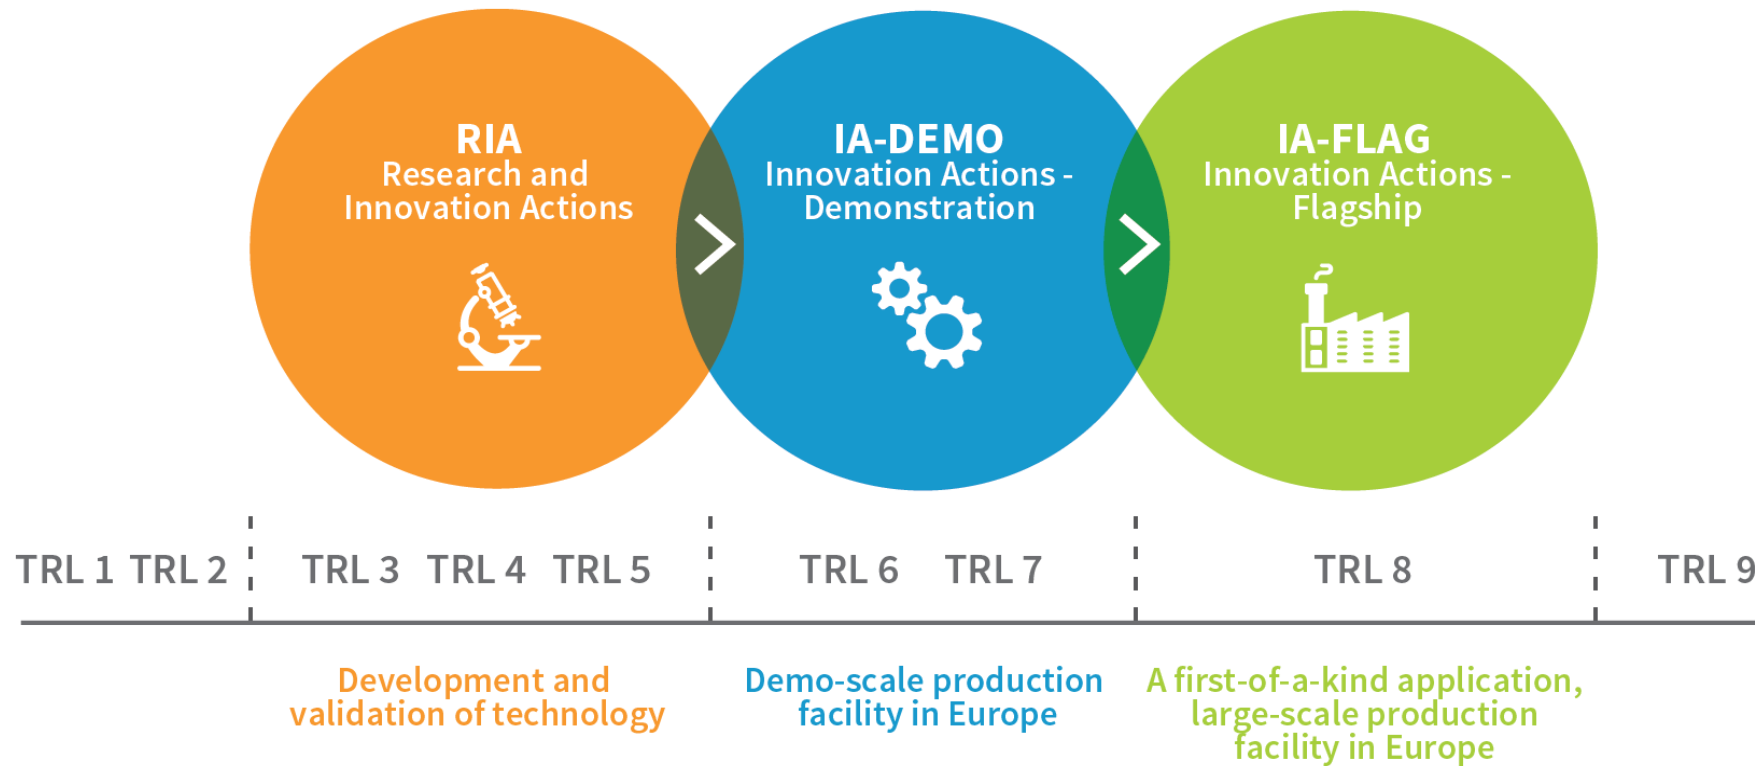 RIA
Research and
Innovation Actions
IA-DEMO
Innovation Actions -
Demonstration
IA-FLAG
Innovation Actions -
Flagship
TRL 1 TRL 2 TRL 3 TRL 4 TRL 5 TRL 6 TRL 7 TRL 8 TRL 9
Development and
validation of technology
Demo-scale production
facility in Europe
A first-of-a-kind application,
large-scale production
facility in Europe